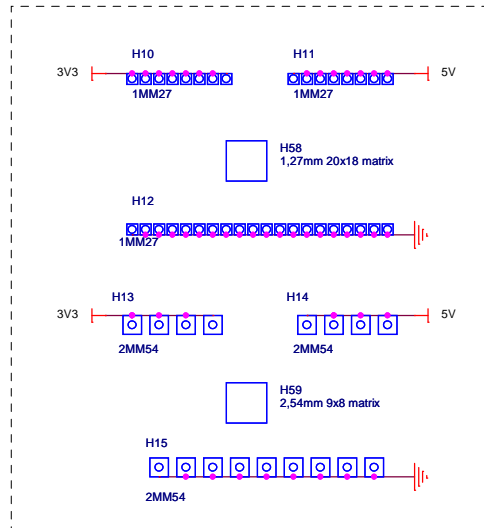 H10
H11
3V3
5V
1MM27
1MM27
H58
1,27mm 20x18 matrix
H12
1MM27
H13
H14
3V3
5V
2MM54
2MM54
H59
2,54mm 9x8 matrix
H15
2MM54